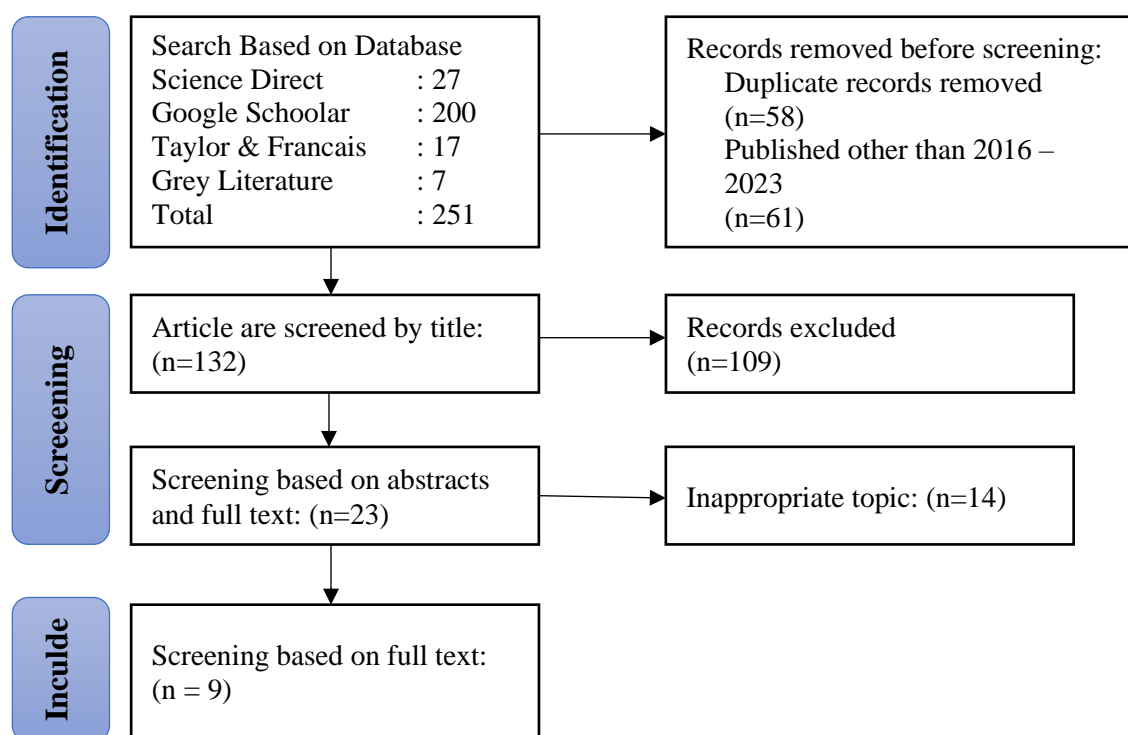 Identification
Search Based on Database
Science Direct : 27
Google Schoolar : 200
Taylor & Francais : 17
Grey Literature : 7
Total : 251
Records removed before screening:
Duplicate records removed
(n=58)
Published other than 2016 –
2023
(n=61)
Screeening
Article are screened by title:
(n=132)
Records excluded
(n=109)
Screening based on abstracts
and full text: (n=23)
Inappropriate topic: (n=14)
Inculde
Screening based on full text:
(n = 9)